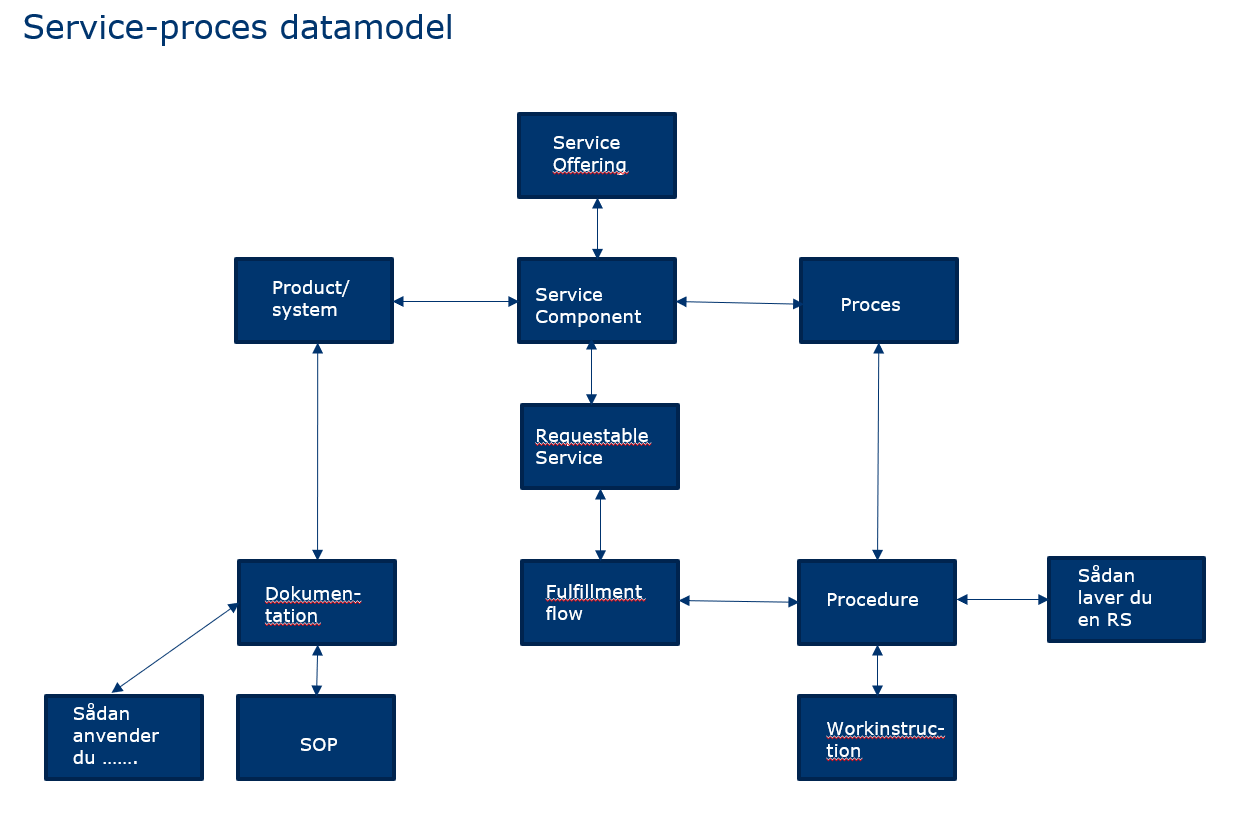 Service-proces datamodel
Service
Offering
Product/
system
Service
Component
Proces
Requestable
Service
Dokumen-
tation
Fulfillment
flow
Procedure
Sådan
laver du
en RS
Sådan
anvender
du …….
SOP
Workinstruc-
tion